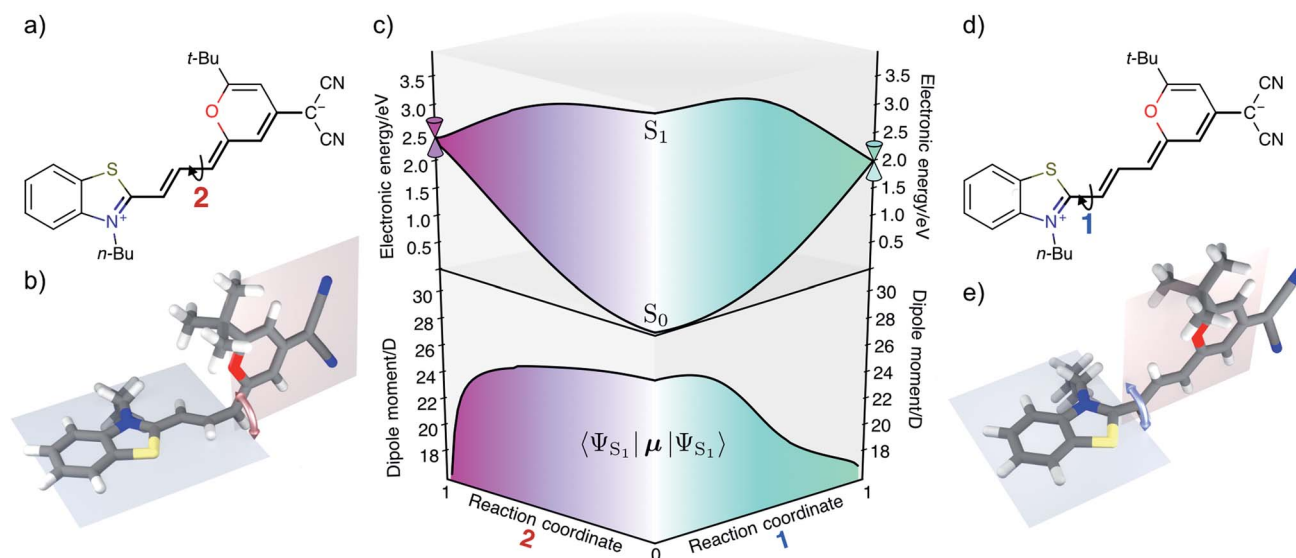 a)
t-Bu
O
CN
C⁻
CN
S
N⁺
2
n-Bu
b)
c)
Electronic energy/eV
3.5
3.0
2.5
2.0
1.5
1.0
0.5
S₁
S₀
Electronic energy/eV
3.5
3.0
2.5
2.0
1.5
1.0
0.5
Dipole moment/D
30
28
26
24
22
20
18
⟨Ψ_S₁| μ |Ψ_S₁⟩
Dipole moment/D
30
28
26
24
22
20
18
1
Reaction coordinate
2
0
Reaction coordinate
1
1
d)
t-Bu
O
CN
C⁻
CN
S
N⁺
1
n-Bu
e)